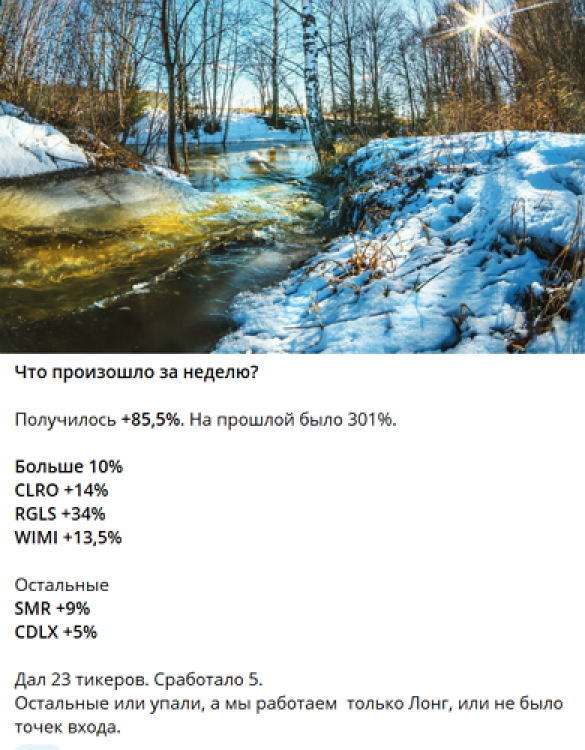 Что произошло за неделю?
Получилось +85,5%. На прошлой было 301%.
Больше 10%
CLRO +14%
RGLS +34%
WIMI +13,5%
Остальные
SMR +9%
CDLX +5%
Дал 23 тикеров. Сработало 5.
Остальные или упали, а мы работаем только Лонг, или не было
точек входа.